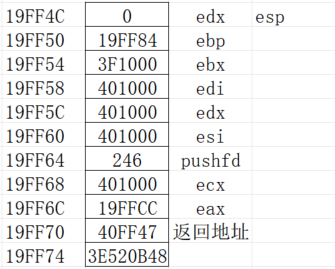 19FF4C 0 edx esp
19FF50 19FF84 ebp
19FF54 3F1000 ebx
19FF58 401000 edi
19FF5C 401000 edx
19FF60 401000 esi
19FF64 246 pushfd
19FF68 401000 ecx
19FF6C 19FFCC eax
19FF70 40FF47 返回地址
19FF74 3E520B48